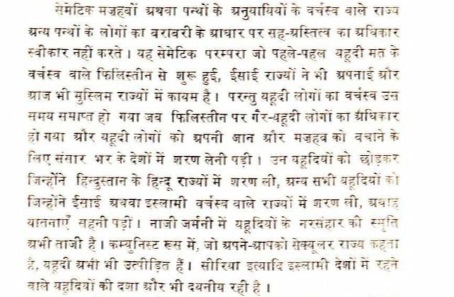 सेमेटिक मजहबों अथवा पन्थों के अनुयायियों के वर्चस्व वाले राज्य
अन्य पन्थों के लोगों का बराबरी के आधार पर सह-अस्तित्व का अधिकार
स्वीकार नहीं करते । यह सेमेटिक परम्परा जो पहले-पहल यहूदी मत के
वर्चस्व वाले फिलिस्तीन से शुरू हुई, ईसाई राज्यों ने भी अपनाई और
आज भी मुस्लिम राज्यों में कायम है । परन्तु यहूदी लोगों का वर्चस्व उस
समय समाप्त हो गया जब फिलिस्तीन पर गैर-यहूदी लोगों का अधिकार
हो गया और यहूदी लोगों को अपनी जान और मजहब को बचाने के
लिए संसार भर के देशों में शरण लेनी पड़ी । उन यहूदियों को छोड़कर
जिन्होंने हिन्दुस्तान के हिन्दू राज्यों में शरण ली, अन्य सभी यहूदियों को
जिन्होंने ईसाई अथवा इस्लामी वर्चस्व वाले राज्यों में शरण ली, अथाह
यातनाएँ सहनी पड़ीं । नाजी जर्मनी में यहूदियों के नरसंहार की स्मृति
अभी ताजी है । कम्युनिस्ट रूस में, जो अपने-आपको सेक्यूलर राज्य कहता
है, यहूदी अभी भी उत्पीड़ित हैं । सीरिया इत्यादि इस्लामी देशों में रहने
वाले यहूदियों की दशा और भी दयनीय रही है ।